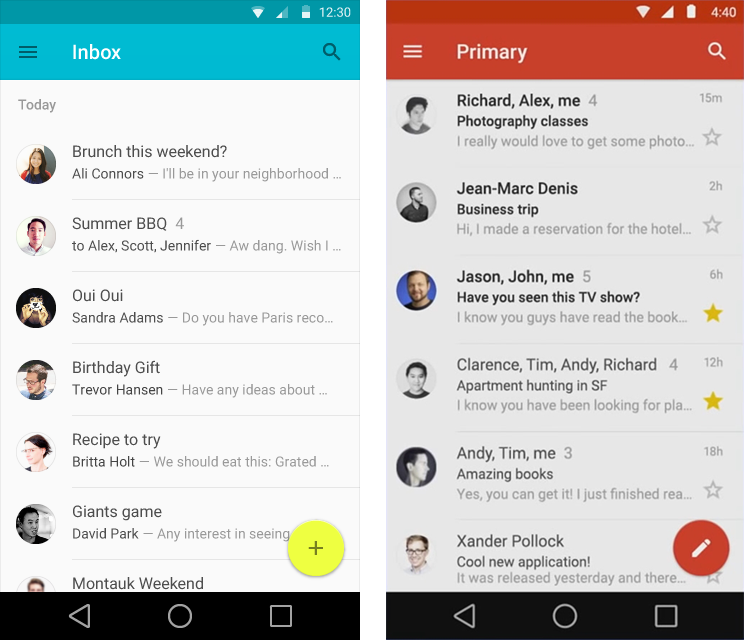 12:30
Inbox
Today
Brunch this weekend?
Ali Connors — I'll be in your neighborhood ...
Summer BBQ 4
to Alex, Scott, Jennifer — Aw dang. Wish I ...
Oui Oui
Sandra Adams — Do you have Paris reco...
Birthday Gift
Trevor Hansen — Have any ideas about ...
Recipe to try
Britta Holt — We should eat this: Grated ...
Giants game
David Park — Any interest in seeing
Montauk Weekend
4:40
Primary
Richard, Alex, me 4 15m
Photography classes
I really would love to get some photo...
Jean-Marc Denis 2h
Business trip
Hi, I made a reservation for the hotel...
Jason, John, me 5 6h
Have you seen this TV show?
I know you guys have read the book...
Clarence, Tim, Andy, Richard 4 12h
Apartment hunting in SF
I know you have been looking for pla...
Andy, Tim, me 3 18h
Amazing books
Yes, you can get it! I just finished rea...
Xander Pollock
Cool new application!
It was released yesterday and there...